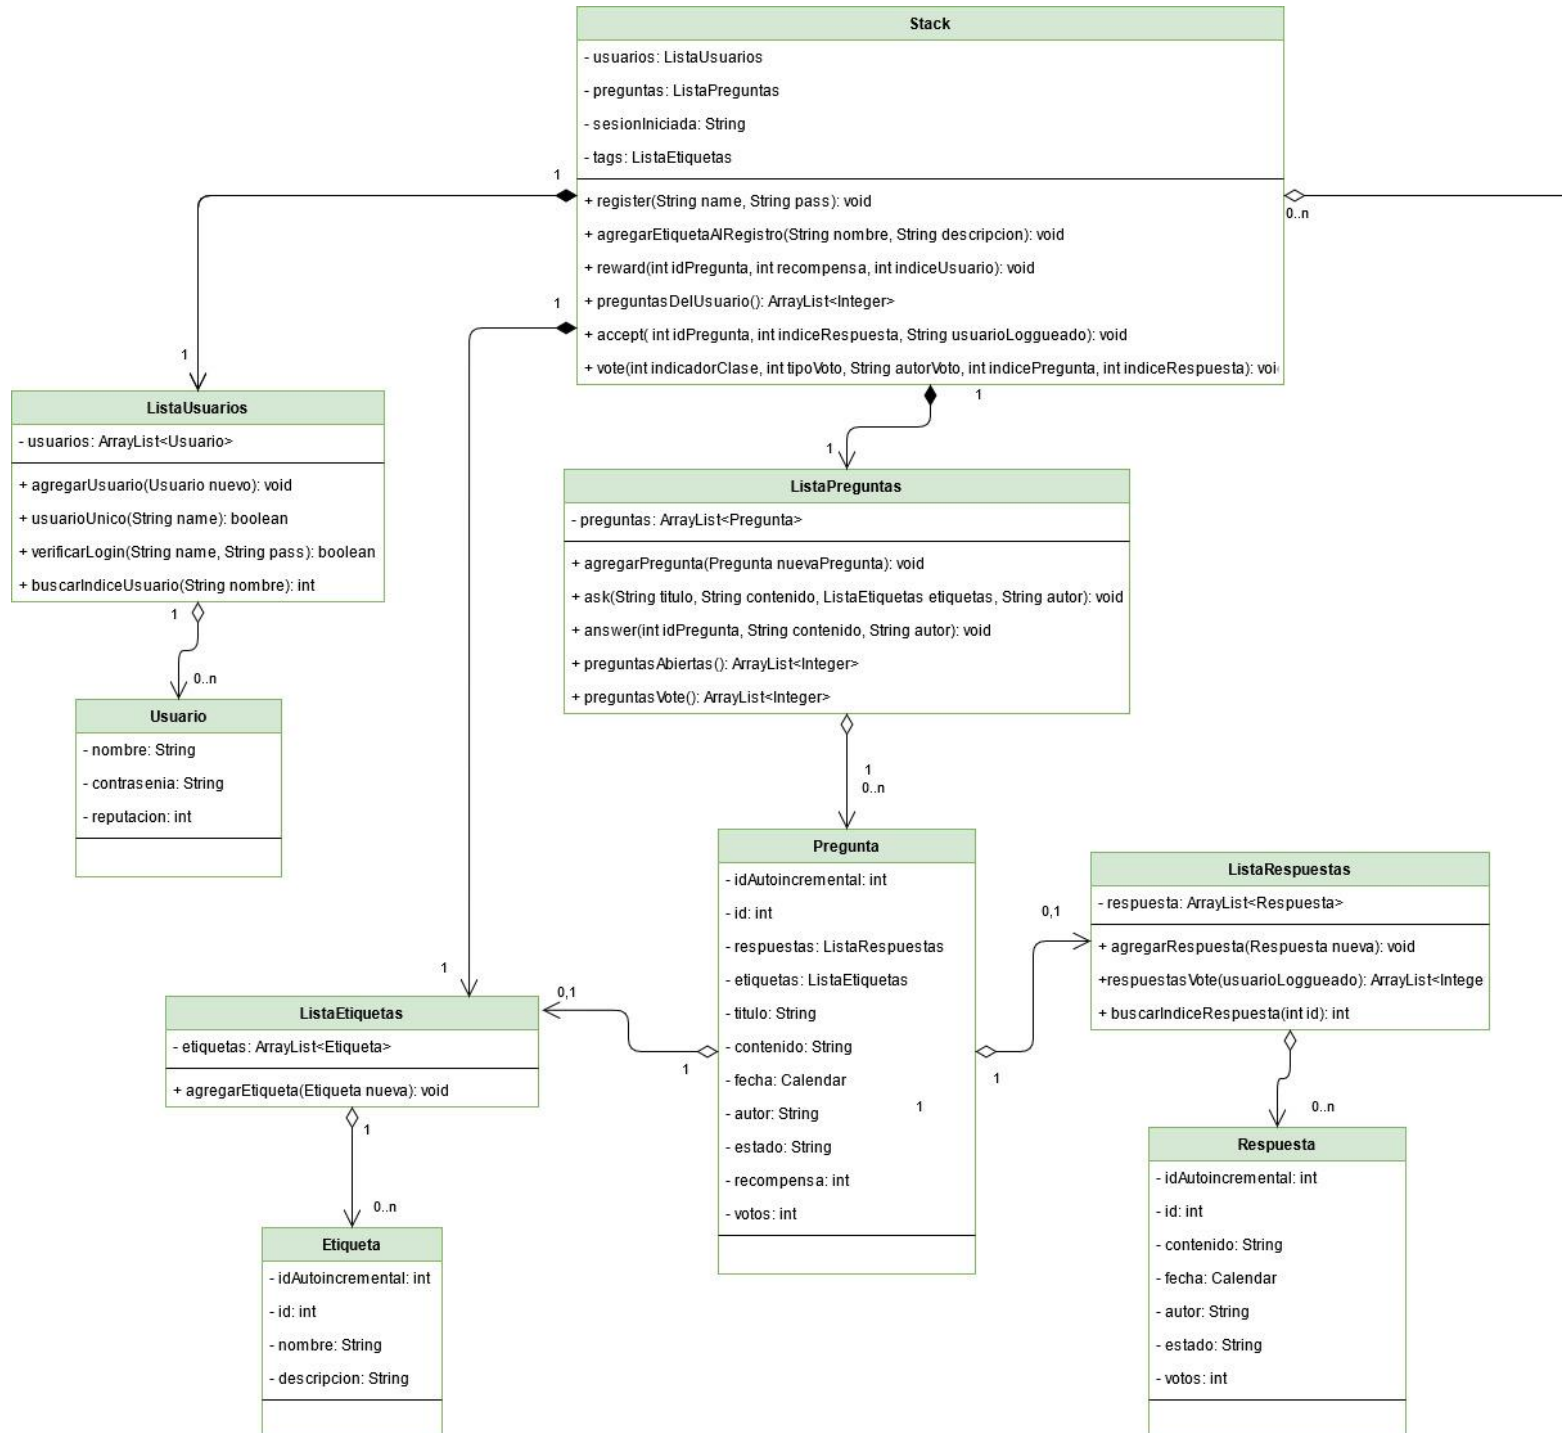 Stack
- usuarios: ListaUsuarios
- preguntas: ListaPreguntas
- sesionIniciada: String
- tags: ListaEtiquetas
+ register(String name, String pass): void
+ agregarEtiquetaAlRegistro(String nombre, String descripcion): void
+ reward(int idPregunta, int recompensa, int indiceUsuario): void
+ preguntasDelUsuario(): ArrayList<Integer>
+ accept( int idPregunta, int indiceRespuesta, String usuarioLoggueado): void
+ vote(int indicadorClase, int tipoVoto, String autorVoto, int indicePregunta, int indiceRespuesta): voi
1
0..n
1
1
1
ListaUsuarios
- usuarios: ArrayList<Usuario>
+ agregarUsuario(Usuario nuevo): void
+ usuarioUnico(String name): boolean
+ verificarLogin(String name, String pass): boolean
+ buscarIndiceUsuario(String nombre): int
1
0..n
1
ListaPreguntas
- preguntas: ArrayList<Pregunta>
+ agregarPregunta(Pregunta nuevaPregunta): void
+ ask(String titulo, String contenido, ListaEtiquetas etiquetas, String autor): void
+ answer(int idPregunta, String contenido, String autor): void
+ preguntasAbiertas(): ArrayList<Integer>
+ preguntasVote(): ArrayList<Integer>
Usuario
- nombre: String
- contrasenia: String
- reputacion: int
1
0..n
Pregunta
- idAutoincremental: int
- id: int
- respuestas: ListaRespuestas
- etiquetas: ListaEtiquetas
- titulo: String
- contenido: String
- fecha: Calendar
- autor: String
1
- estado: String
- recompensa: int
- votos: int
0,1
1
ListaRespuestas
- respuesta: ArrayList<Respuesta>
+ agregarRespuesta(Respuesta nueva): void
+respuestasVote(usuarioLoggueado): ArrayList<Intege
+ buscarIndiceRespuesta(int id): int
0..n
Respuesta
- idAutoincremental: int
- id: int
- contenido: String
- fecha: Calendar
- autor: String
- estado: String
- votos: int
1
0,1
1
ListaEtiquetas
- etiquetas: ArrayList<Etiqueta>
+ agregarEtiqueta(Etiqueta nueva): void
1
0..n
Etiqueta
- idAutoincremental: int
- id: int
- nombre: String
- descripcion: String